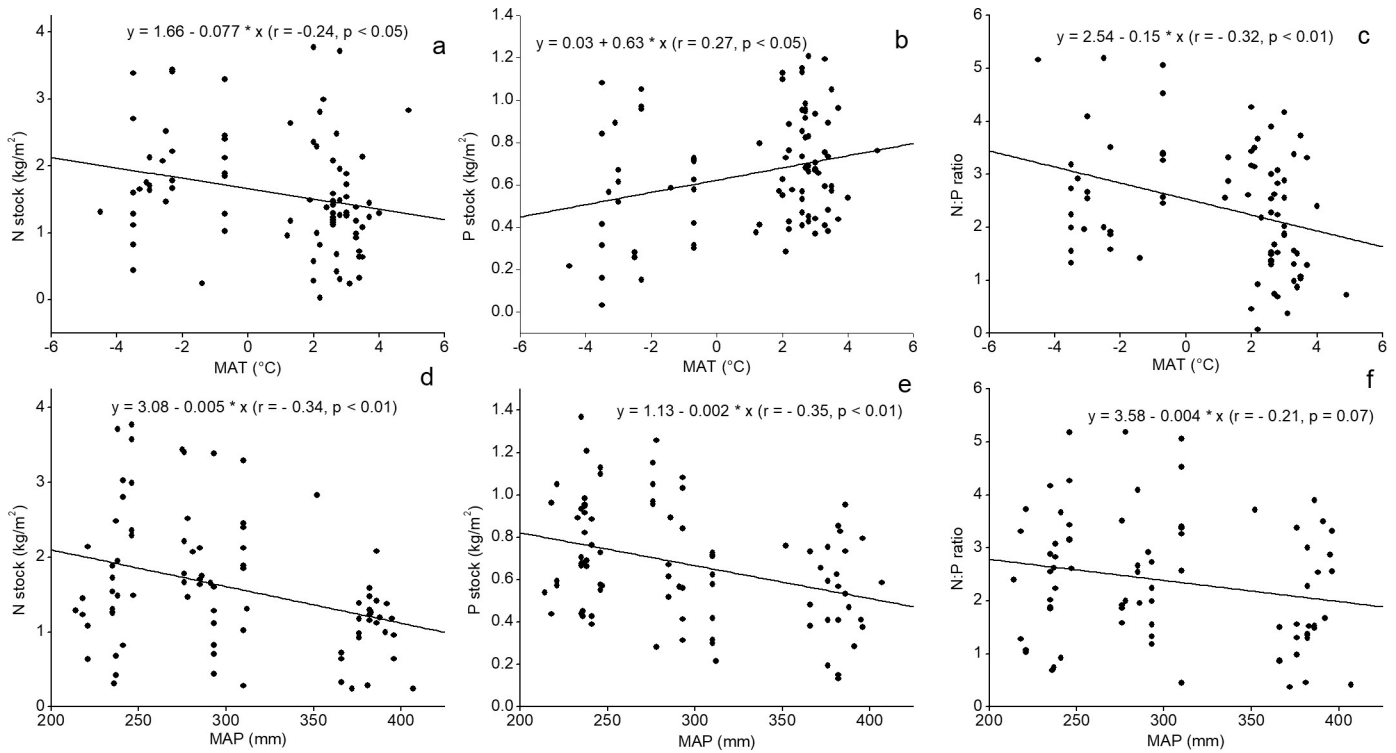 y = 1.66 - 0.077 * x (r = -0.24, p < 0.05)
a
N stock (kg/m²)
4
3
2
1
0
-6 -4 -2 0 2 4 6
MAT (°C)
y = 0.03 + 0.63 * x (r = 0.27, p < 0.05)
b
P stock (kg/m²)
1.4
1.2
1.0
0.8
0.6
0.4
0.2
0.0
-6 -4 -2 0 2 4 6
MAT (°C)
y = 2.54 - 0.15 * x (r = - 0.32, p < 0.01)
c
N:P ratio
6
5
4
3
2
1
0
-6 -4 -2 0 2 4 6
MAT (°C)
y = 3.08 - 0.005 * x (r = - 0.34, p < 0.01)
d
N stock (kg/m²)
4
3
2
1
0
200 250 300 350 400
MAP (mm)
y = 1.13 - 0.002 * x (r = - 0.35, p < 0.01)
e
P stock (kg/m²)
1.4
1.2
1.0
0.8
0.6
0.4
0.2
0.0
200 250 300 350 400
MAP (mm)
y = 3.58 - 0.004 * x (r = - 0.21, p = 0.07)
f
N:P ratio
6
5
4
3
2
1
0
200 250 300 350 400
MAP (mm)